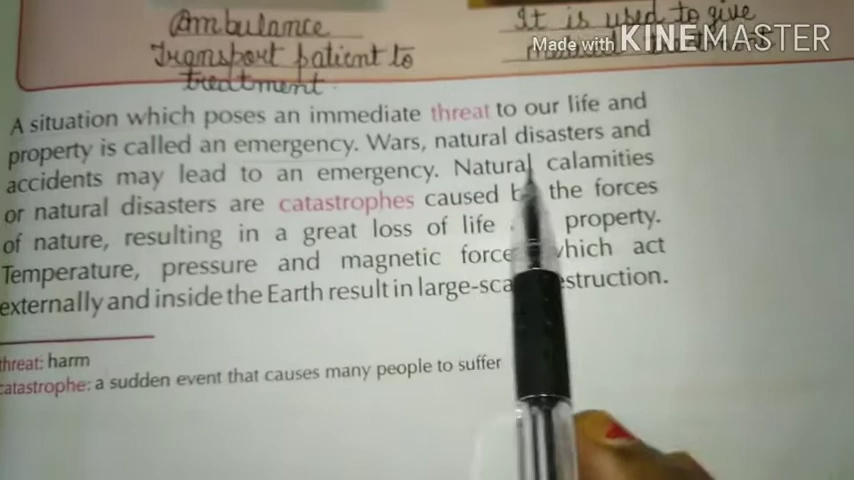 Ambulance
Transport patient to
treatment.
It is used to give
Made with KINEMASTER
A situation which poses an immediate threat to our life and
property is called an emergency. Wars, natural disasters and
accidents may lead to an emergency. Natural calamities
or natural disasters are catastrophes caused the forces
of nature, resulting in a great loss of life property.
Temperature, pressure and magnetic force which act
externally and inside the Earth result in large-sca estruction.
threat: harm
catastrophe: a sudden event that causes many people to suffer